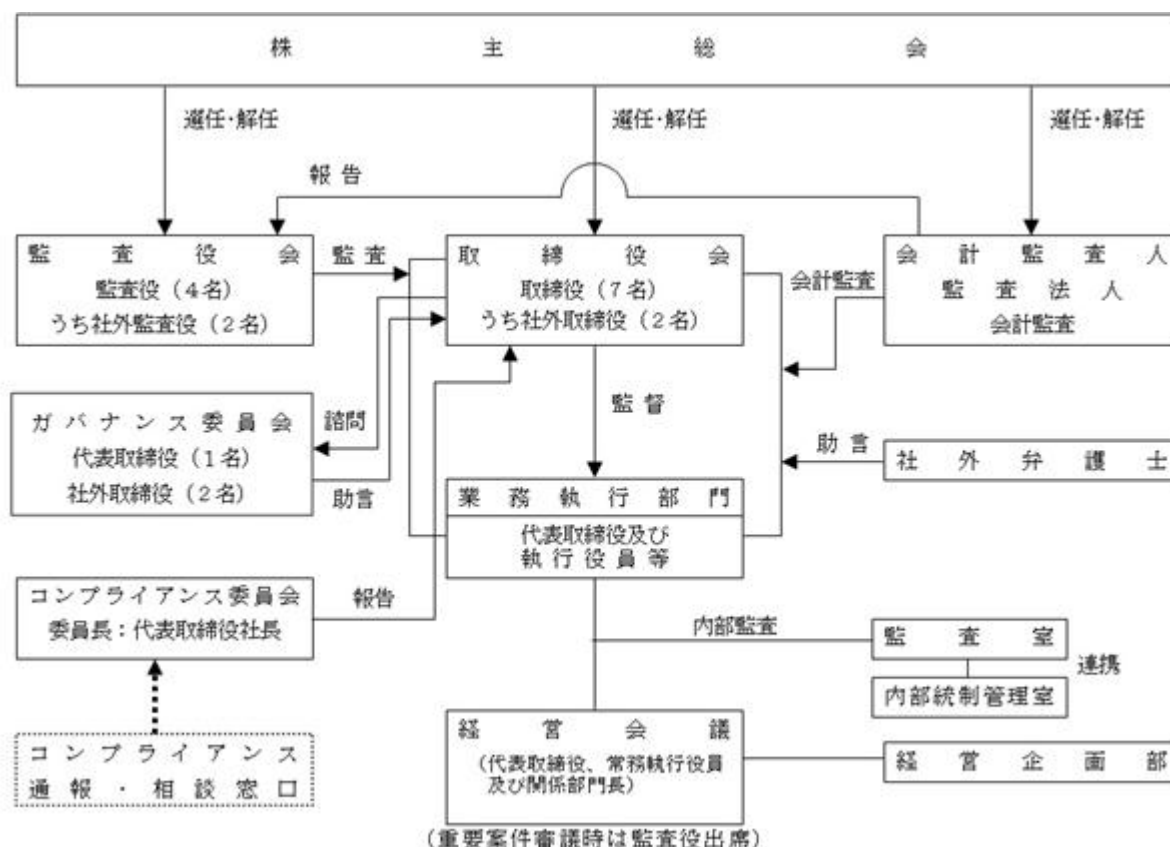 株主総会
選任・解任
選任・解任
選任・解任
報告
監査役会
監査役(4名)
うち社外監査役(2名)
監査
取締役会
取締役(7名)
うち社外取締役(2名)
会計監査
会計監査人
監査法人
会計監査
ガバナンス委員会
代表取締役(1名)
社外取締役(2名)
諮問
助言
監督
助言
社外弁護士
業務執行部門
代表取締役及び
執行役員等
コンプライアンス委員会
委員長:代表取締役社長
報告
内部監査
監査室
連携
内部統制管理室
コンプライアンス
通報・相談窓口
経営会議
(代表取締役、常務執行役員
及び関係部門長)
経営企画部
(重要案件審議時は監査役出席)